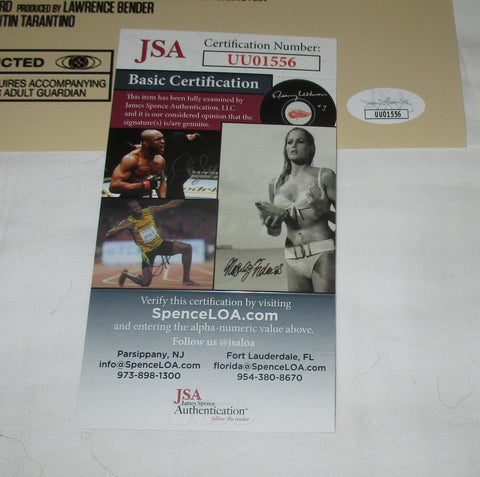 RD PRODUCED BY LAWRENCE BENDER
NTIN TARANTINO
CTED
UIRES ACCOMPANYING
ADULT GUARDIAN
JSA
Certification Number:
UU01556
Basic Certification
This item has been fully examined by
James Spence Authentication, LLC
and it is our considered opinion that the
signature(s) is/are genuine.
UU01556
Verify this certification by visiting
SpenceLOA.com
and entering the alpha-numeric value above.
Follow us @jsaloa
Parsippany, NJ
info@SpenceLOA.com
973-898-1300
Fort Lauderdale, FL
florida@SpenceLOA.com
954-380-8670
JSA
James Spence
Authentication
follow the leader